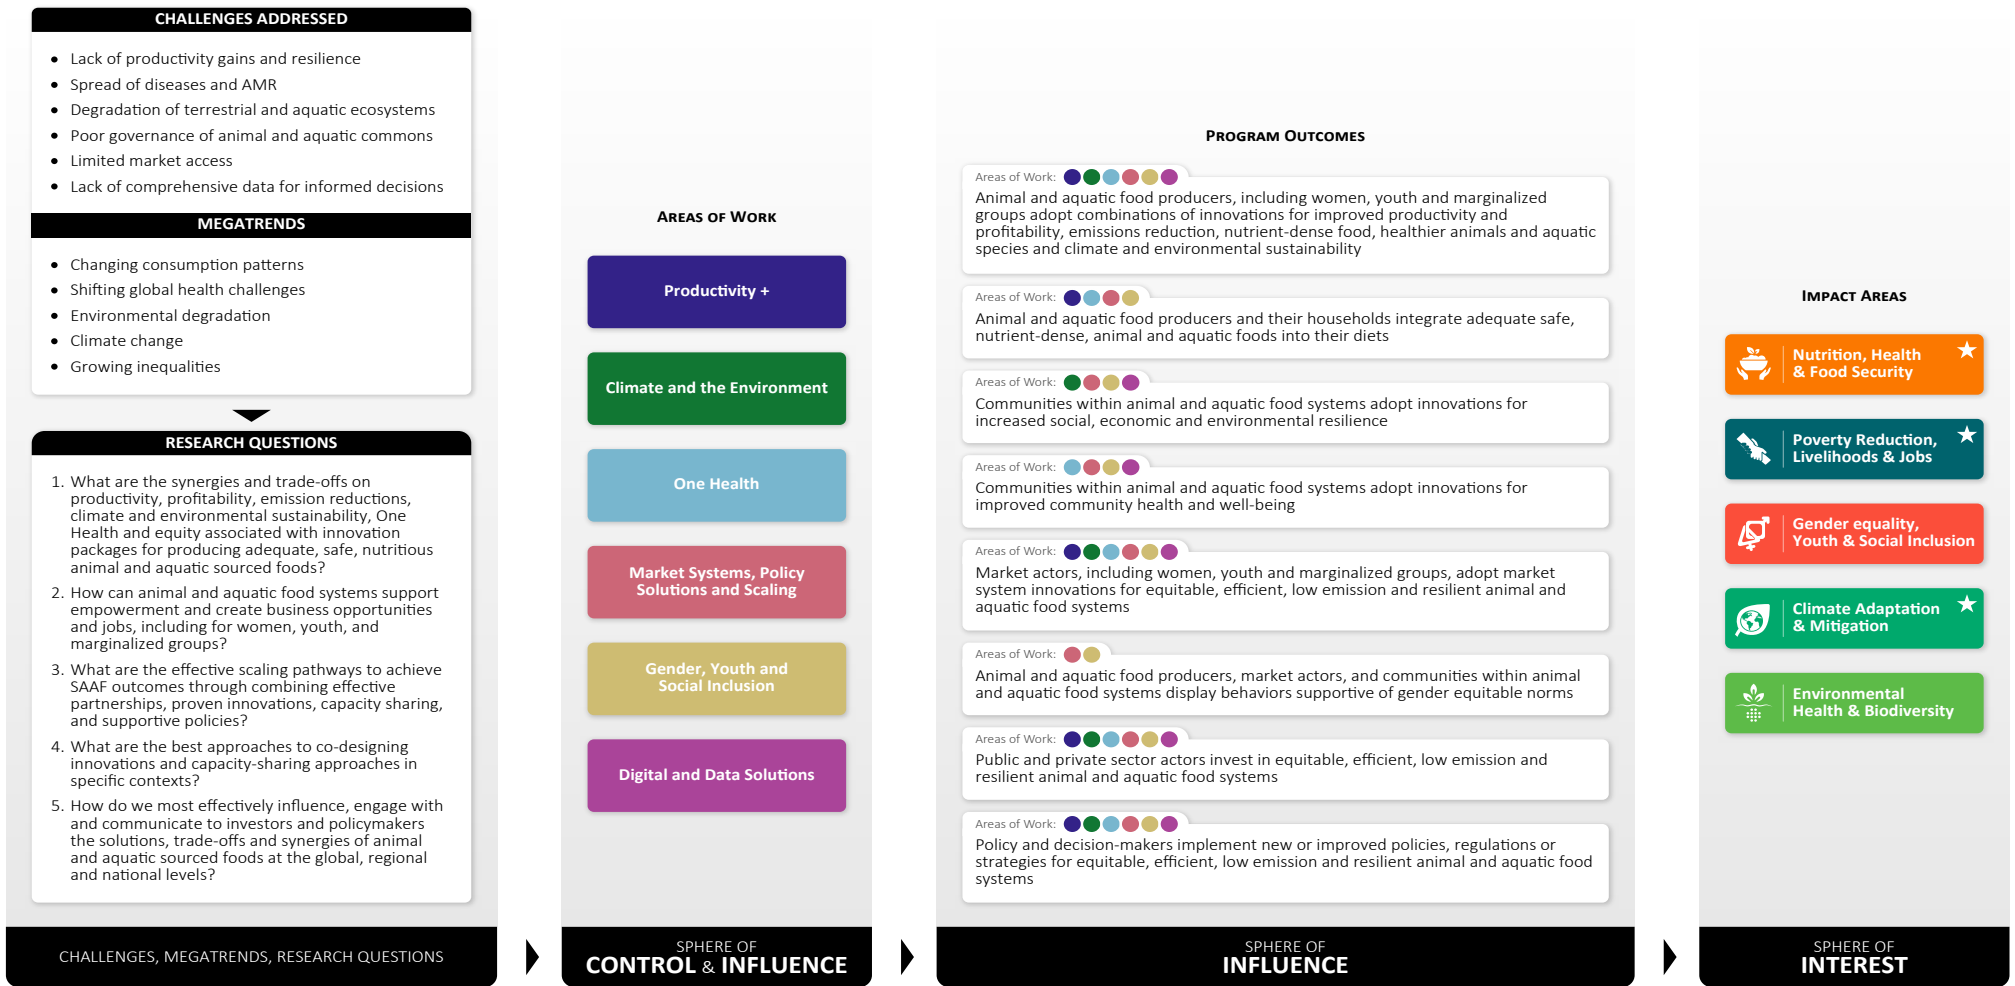 CHALLENGES ADDRESSED
• Lack of productivity gains and resilience
• Spread of diseases and AMR
• Degradation of terrestrial and aquatic ecosystems
• Poor governance of animal and aquatic commons
• Limited market access
• Lack of comprehensive data for informed decisions
MEGATRENDS
• Changing consumption patterns
• Shifting global health challenges
• Environmental degradation
• Climate change
• Growing inequalities
RESEARCH QUESTIONS
1. What are the synergies and trade-offs on
productivity, profitability, emission reductions,
climate and environmental sustainability, One
Health and equity associated with innovation
packages for producing adequate, safe, nutritious
animal and aquatic sourced foods?
2. How can animal and aquatic food systems support
empowerment and create business opportunities
and jobs, including for women, youth, and
marginalized groups?
3. What are the effective scaling pathways to achieve
SAAF outcomes through combining effective
partnerships, proven innovations, capacity sharing,
and supportive policies?
4. What are the best approaches to co-designing
innovations and capacity-sharing approaches in
specific contexts?
5. How do we most effectively influence, engage with
and communicate to investors and policymakers
the solutions, trade-offs and synergies of animal
and aquatic sourced foods at the global, regional
and national levels?
CHALLENGES, MEGATRENDS, RESEARCH QUESTIONS
AREAS OF WORK
Productivity +
Climate and the Environment
One Health
Market Systems, Policy
Solutions and Scaling
Gender, Youth and
Social Inclusion
Digital and Data Solutions
SPHERE OF
CONTROL & INFLUENCE
PROGRAM OUTCOMES
Areas of Work:
Animal and aquatic food producers, including women, youth and marginalized
groups adopt combinations of innovations for improved productivity and
profitability, emissions reduction, nutrient-dense food, healthier animals and aquatic
species and climate and environmental sustainability
Areas of Work:
Animal and aquatic food producers and their households integrate adequate safe,
nutrient-dense, animal and aquatic foods into their diets
Areas of Work:
Communities within animal and aquatic food systems adopt innovations for
increased social, economic and environmental resilience
Areas of Work:
Communities within animal and aquatic food systems adopt innovations for
improved community health and well-being
Areas of Work:
Market actors, including women, youth and marginalized groups, adopt market
system innovations for equitable, efficient, low emission and resilient animal and
aquatic food systems
Areas of Work:
Animal and aquatic food producers, market actors, and communities within animal
and aquatic food systems display behaviors supportive of gender equitable norms
Areas of Work:
Public and private sector actors invest in equitable, efficient, low emission and
resilient animal and aquatic food systems
Areas of Work:
Policy and decision-makers implement new or improved policies, regulations or
strategies for equitable, efficient, low emission and resilient animal and aquatic food
systems
SPHERE OF
INFLUENCE
IMPACT AREAS
Nutrition, Health
& Food Security
Poverty Reduction,
Livelihoods & Jobs
Gender equality,
Youth & Social Inclusion
Climate Adaptation
& Mitigation
Environmental
Health & Biodiversity
SPHERE OF
INTEREST